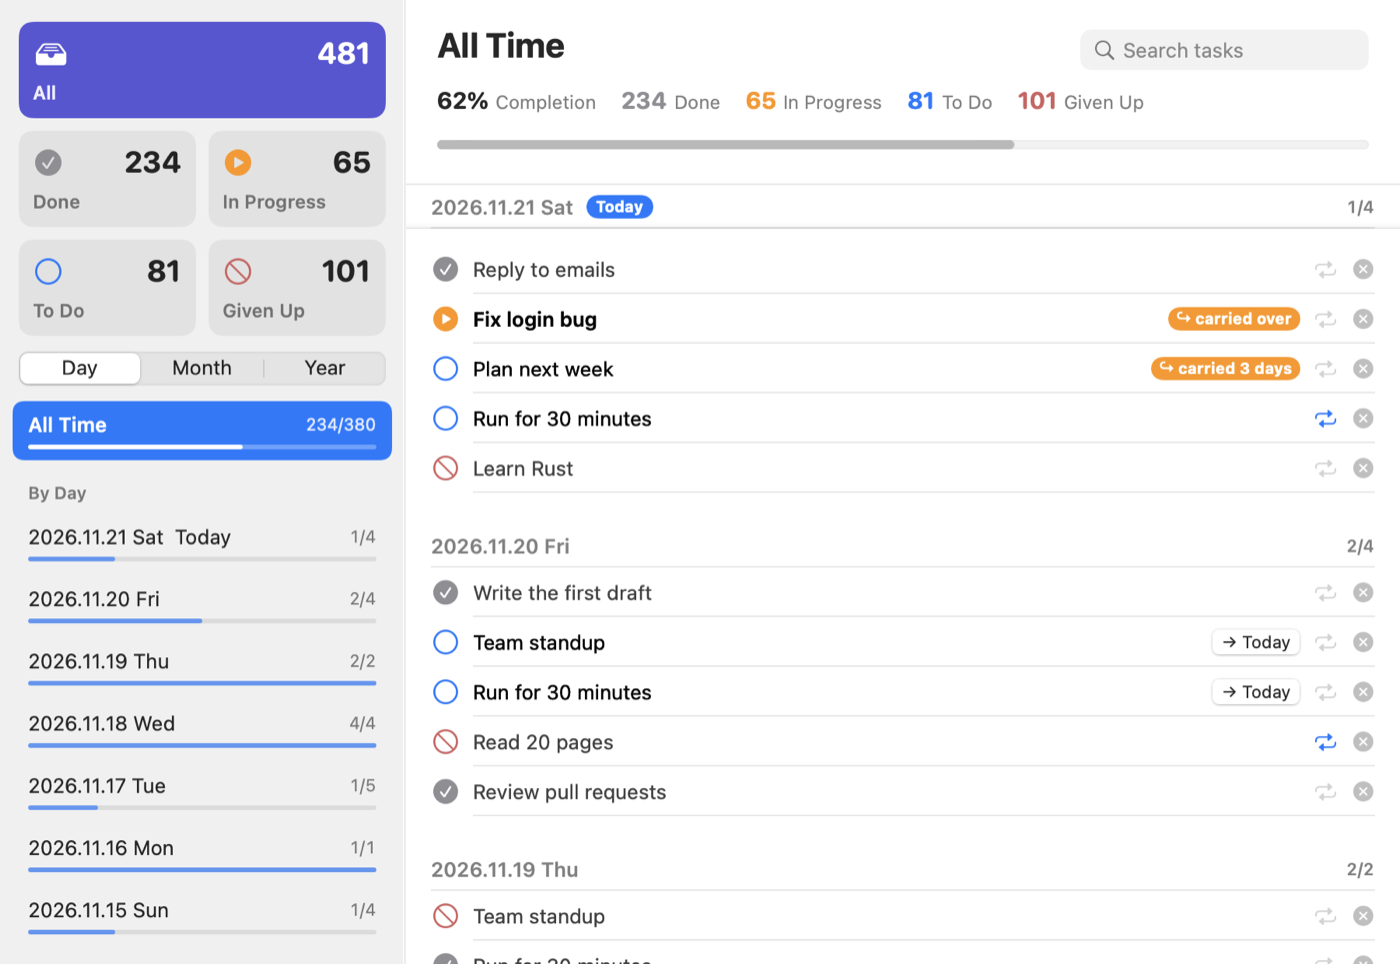 481
All
234
Done
65
In Progress
81
To Do
101
Given Up
Day Month Year
All Time 234/380
By Day
2026.11.21 Sat Today 1/4
2026.11.20 Fri 2/4
2026.11.19 Thu 2/2
2026.11.18 Wed 4/4
2026.11.17 Tue 1/5
2026.11.16 Mon 1/1
2026.11.15 Sun 1/4
All Time
Search tasks
62% Completion 234 Done 65 In Progress 81 To Do 101 Given Up
2026.11.21 Sat Today 1/4
Reply to emails
Fix login bug carried over
Plan next week carried 3 days
Run for 30 minutes
Learn Rust
2026.11.20 Fri 2/4
Write the first draft
Team standup → Today
Run for 30 minutes → Today
Read 20 pages
Review pull requests
2026.11.19 Thu 2/2
Team standup
Run for 30 minutes